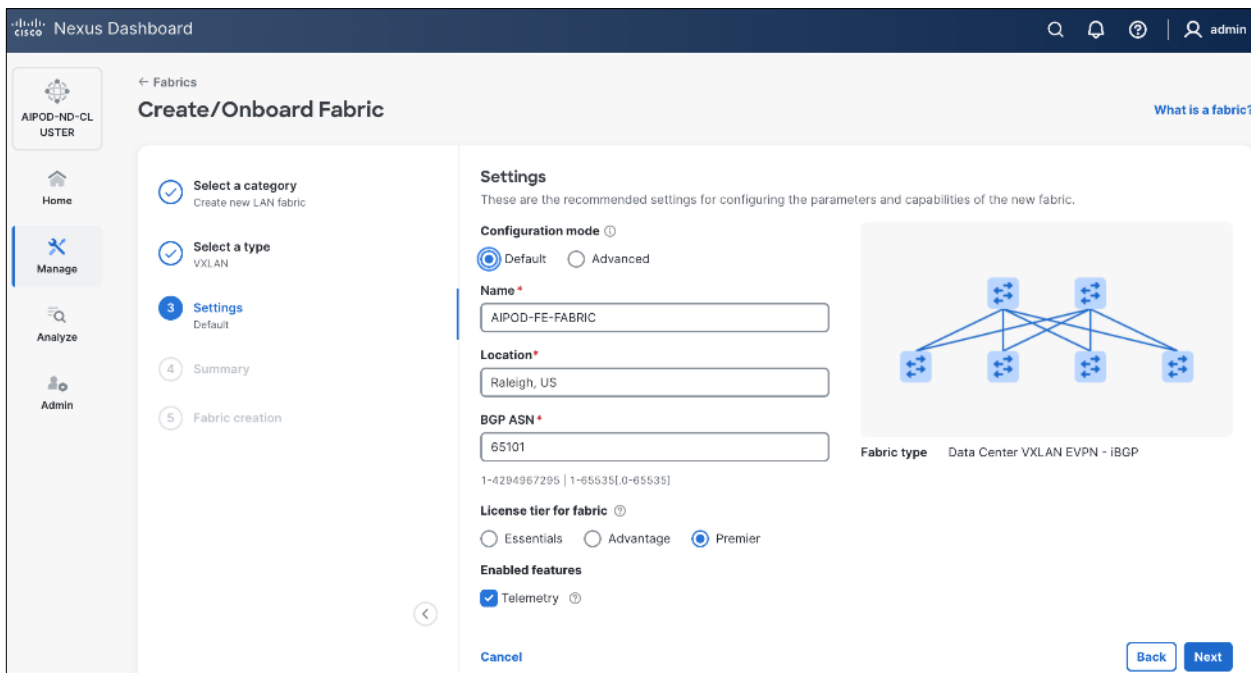 cisco Nexus Dashboard
admin
AIPOD-ND-CL
USTER
Home
Manage
Analyze
Admin
← Fabrics
Create/Onboard Fabric
What is a fabric?
Select a category
Create new LAN fabric
Select a type
VXLAN
3 Settings
Default
4 Summary
5 Fabric creation
Settings
These are the recommended settings for configuring the parameters and capabilities of the new fabric.
Configuration mode
Default Advanced
Name*
AIPOD-FE-FABRIC
Location*
Raleigh, US
BGP ASN*
65101
1-4294967295 | 1-65535[.0-65535]
License tier for fabric
Essentials Advantage Premier
Enabled features
Telemetry
Fabric type Data Center VXLAN EVPN - iBGP
Cancel
Back Next